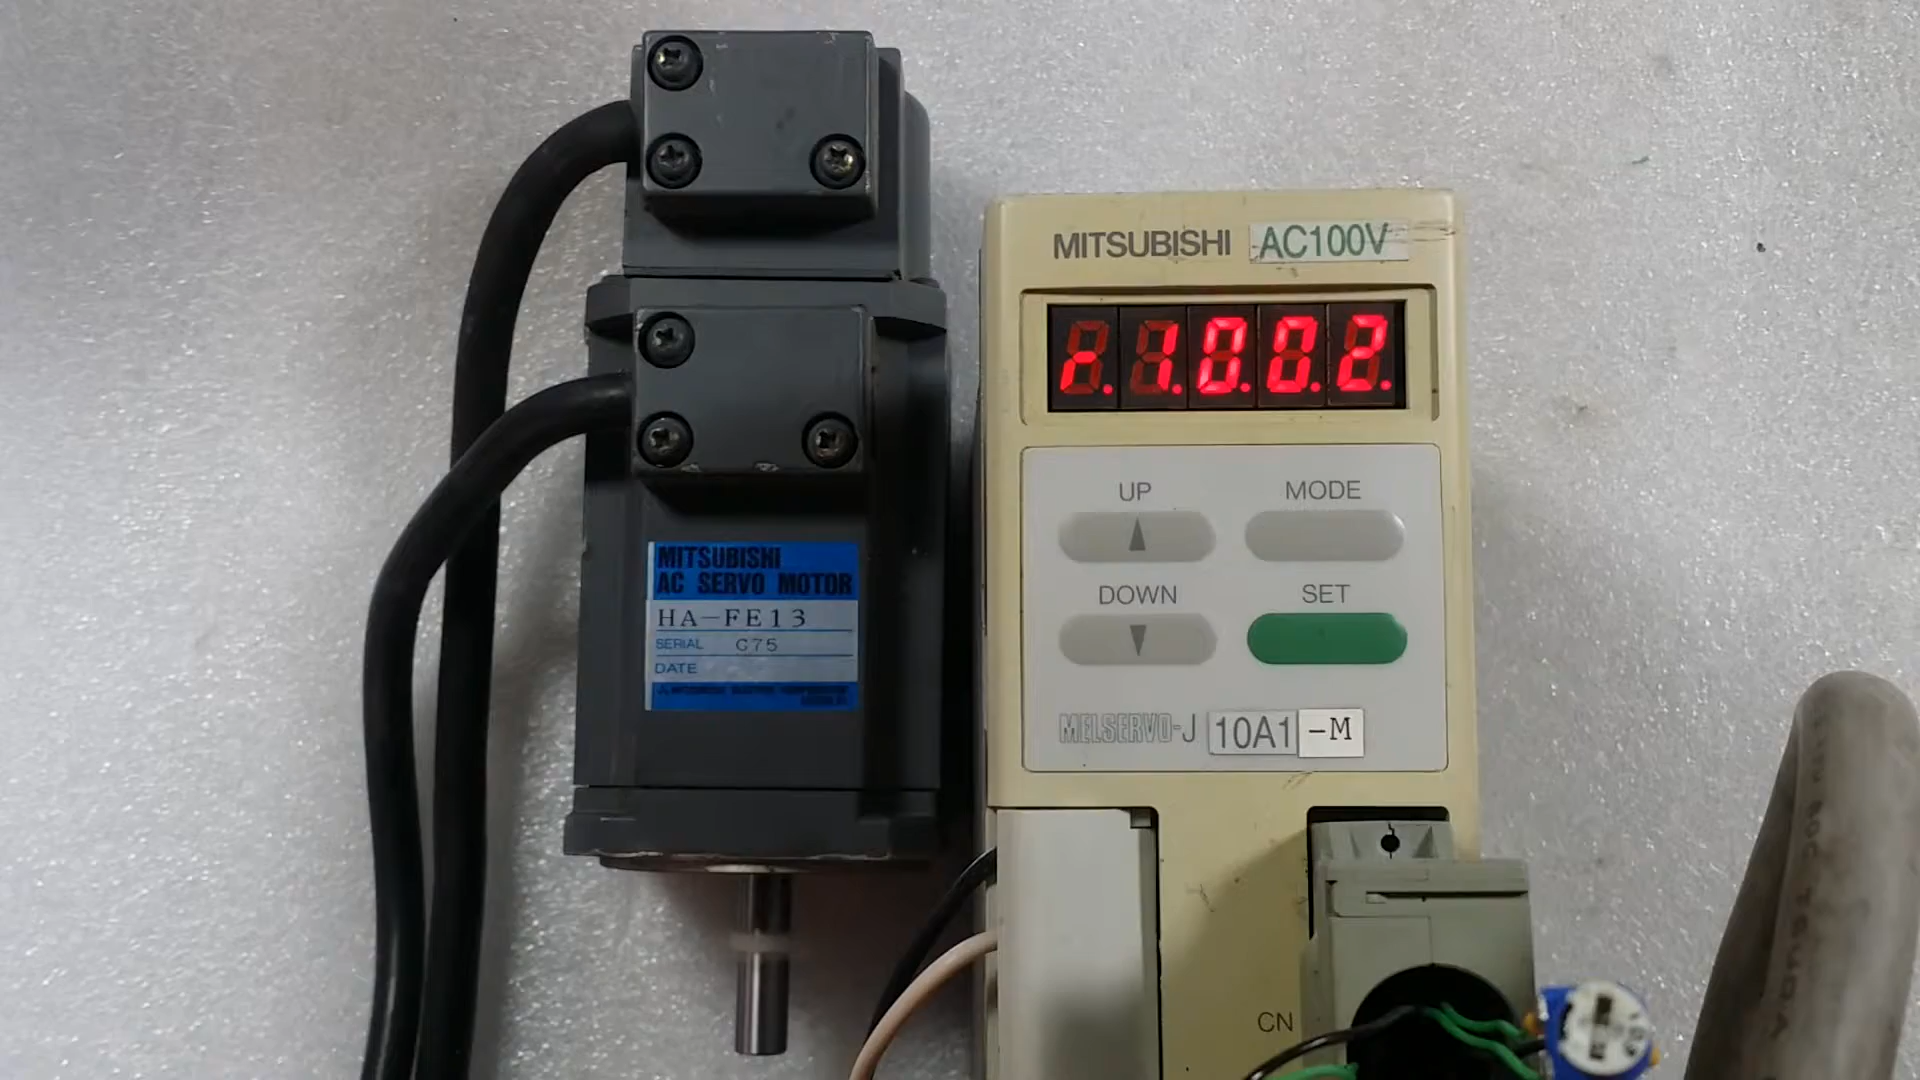 MITSUBISHI
AC SERVO MOTOR
HA-FE13
SERIAL C75
DATE
MITSUBISHI AC100V
r. 1.0.0.2.
UP MODE
DOWN SET
MELSERVO-J 10A1 -M
CN